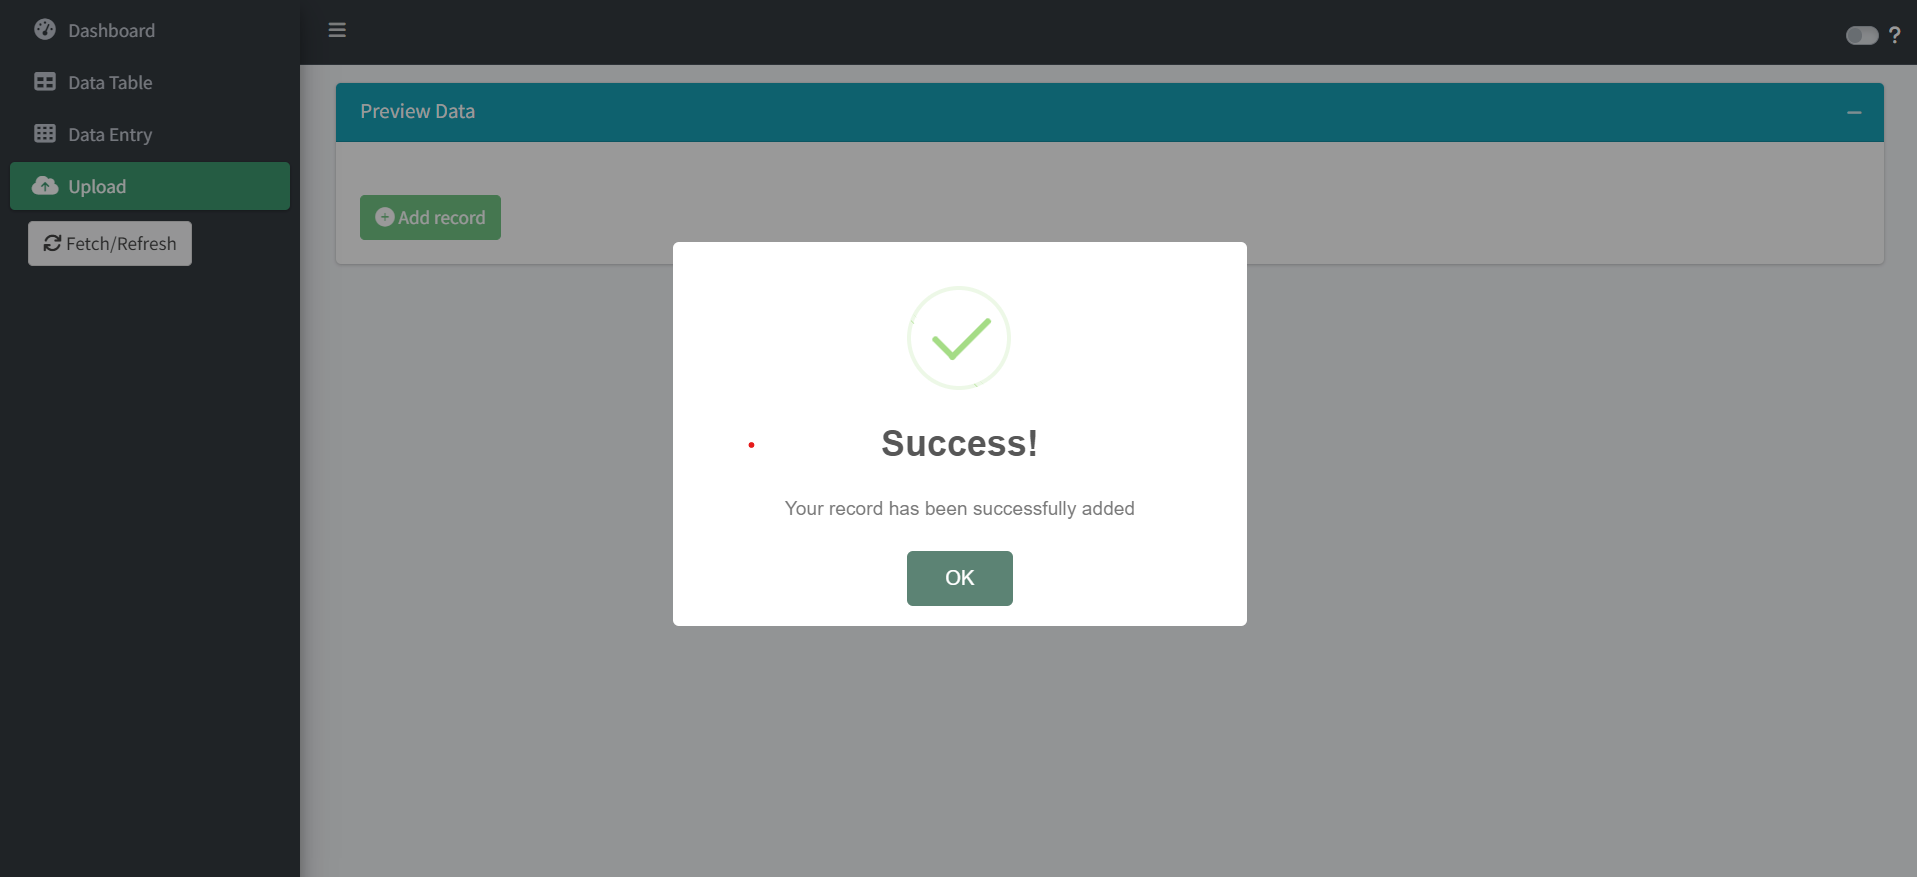 Dashboard
Data Table
Data Entry
Upload
Fetch/Refresh
?
Preview Data
Add record
Success!
Your record has been successfully added
OK